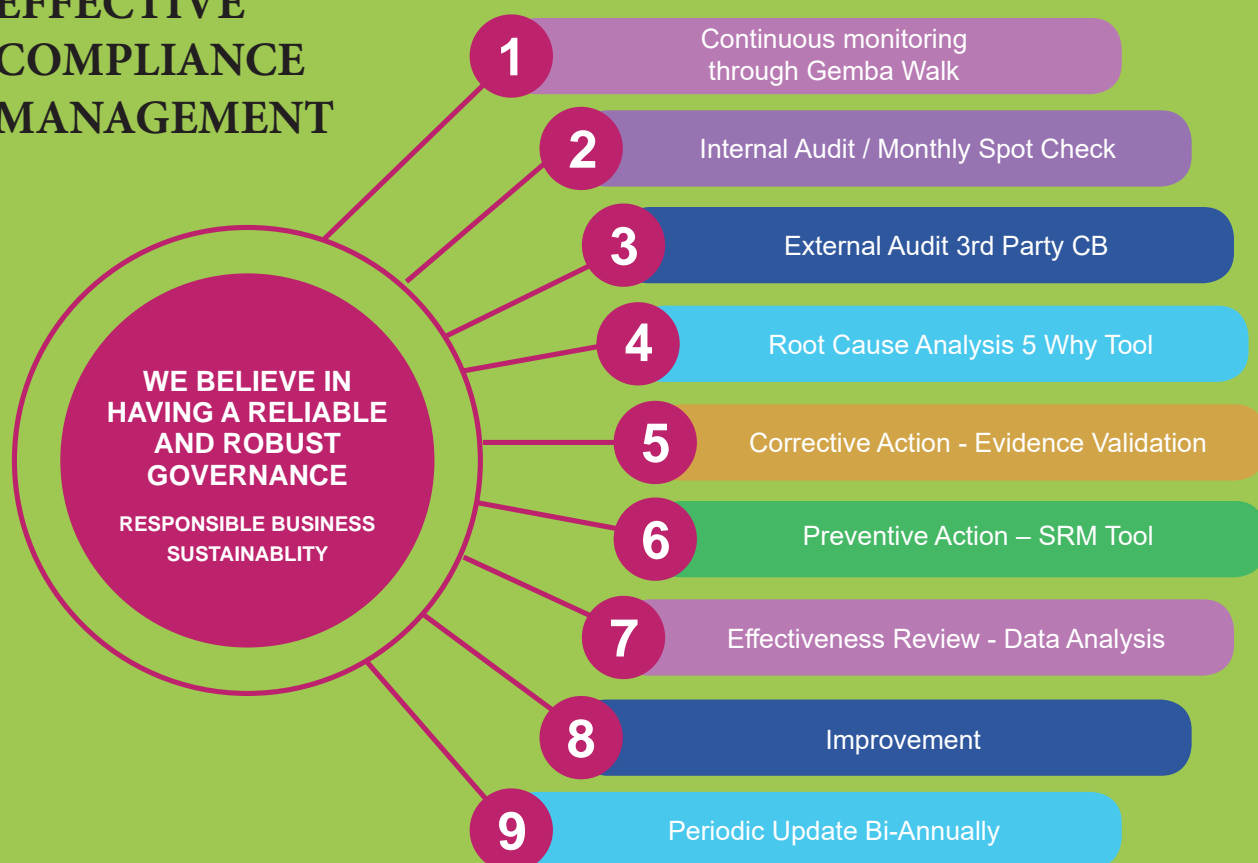 EFFECTIVE
COMPLIANCE
MANAGEMENT
WE BELIEVE IN
HAVING A RELIABLE
AND ROBUST
GOVERNANCE
RESPONSIBLE BUSINESS
SUSTAINABLITY
1
Continuous monitoring
through Gemba Walk
2
Internal Audit / Monthly Spot Check
3
External Audit 3rd Party CB
4
Root Cause Analysis 5 Why Tool
5
Corrective Action - Evidence Validation
6
Preventive Action – SRM Tool
7
Effectiveness Review - Data Analysis
8
Improvement
9
Periodic Update Bi-Annually